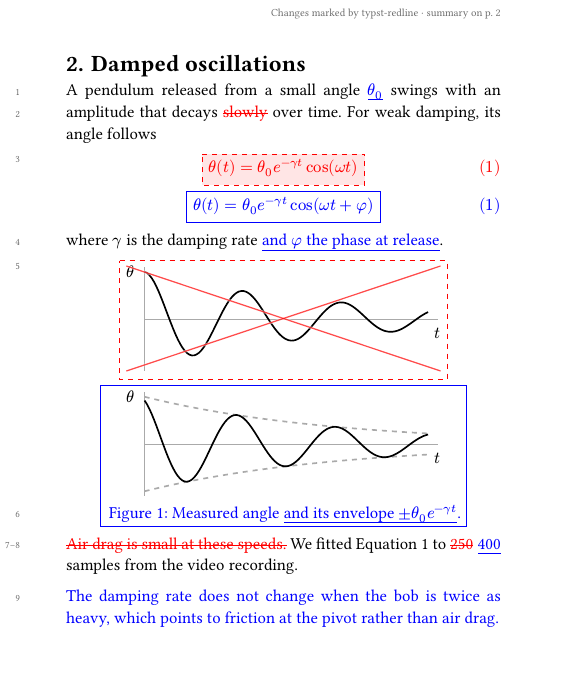 Changes marked by typst-redline · summary on p. 2
2. Damped oscillations
1 A pendulum released from a small angle θ₀ swings with an
2 amplitude that decays slowly over time. For weak damping, its
angle follows
3 θ(t) = θ₀e^{−γt} cos(ωt) (1)
θ(t) = θ₀e^{−γt} cos(ωt + φ) (1)
4 where γ is the damping rate and φ the phase at release.
5 θ
t
θ
t
6 Figure 1: Measured angle and its envelope ±θ₀e^{−γt}.
7–8 Air drag is small at these speeds. We fitted Equation 1 to 250 400
samples from the video recording.
9 The damping rate does not change when the bob is twice as
heavy, which points to friction at the pivot rather than air drag.